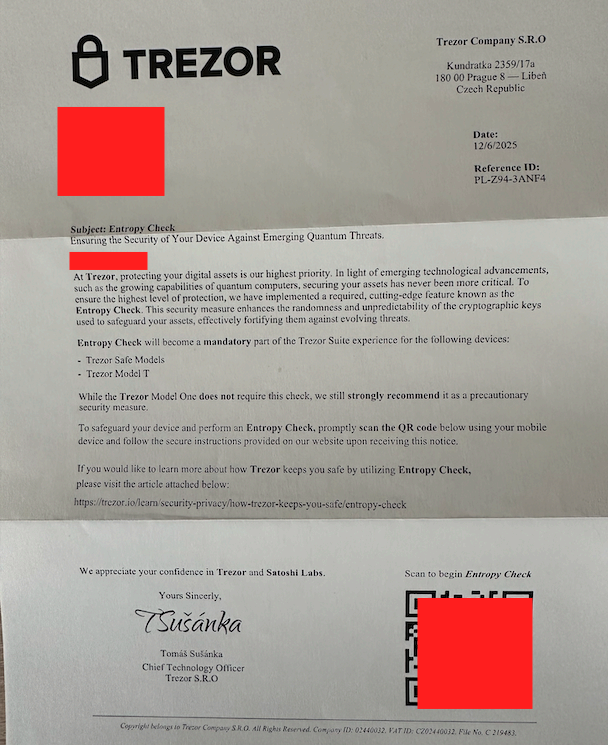 TREZOR
Trezor Company S.R.O
Kundratka 2359/17a
180 00 Prague 8 — Libeň
Czech Republic
Date:
12/6/2025
Reference ID:
PL-Z94-3ANF4
Subject: Entropy Check
Ensuring the Security of Your Device Against Emerging Quantum Threats.
At Trezor, protecting your digital assets is our highest priority. In light of emerging technological advancements,
such as the growing capabilities of quantum computers, securing your assets has never been more critical. To
ensure the highest level of protection, we have implemented a required, cutting-edge feature known as the
Entropy Check. This security measure enhances the randomness and unpredictability of the cryptographic keys
used to safeguard your assets, effectively fortifying them against evolving threats.
Entropy Check will become a mandatory part of the Trezor Suite experience for the following devices:
- Trezor Safe Models
- Trezor Model T
While the Trezor Model One does not require this check, we still strongly recommend it as a precautionary
security measure.
To safeguard your device and perform an Entropy Check, promptly scan the QR code below using your mobile
device and follow the secure instructions provided on our website upon receiving this notice.
If you would like to learn more about how Trezor keeps you safe by utilizing Entropy Check,
please visit the article attached below:
https://trezor.io/learn/security-privacy/how-trezor-keeps-you-safe/entropy-check
We appreciate your confidence in Trezor and Satoshi Labs.
Scan to begin Entropy Check
Yours Sincerely,
TSušánka
Tomáš Sušánka
Chief Technology Officer
Trezor S.R.O
Copyright belongs to Trezor Company S.R.O. All Rights Reserved. Company ID: 02440032. VAT ID: CZ02440032. File No. C 219483.